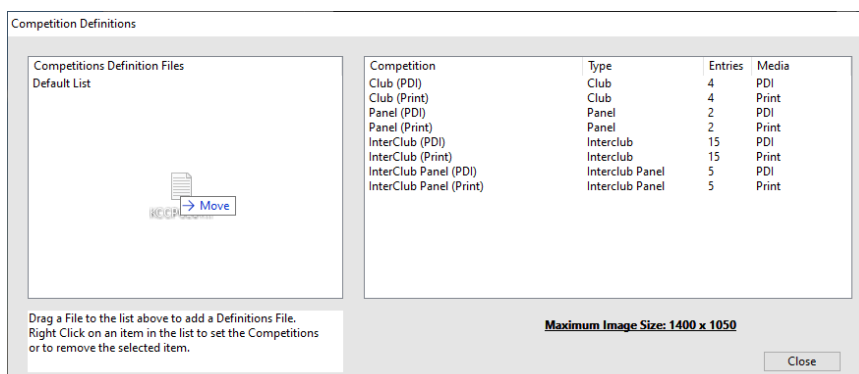 Competition Definitions
Competitions Definition Files
Default List
→ Move
Competition Type Entries Media
Club (PDI) Club 4 PDI
Club (Print) Club 4 Print
Panel (PDI) Panel 2 PDI
Panel (Print) Panel 2 Print
InterClub (PDI) Interclub 15 PDI
InterClub (Print) Interclub 15 Print
InterClub Panel (PDI) Interclub Panel 5 PDI
InterClub Panel (Print) Interclub Panel 5 Print
Drag a File to the list above to add a Definitions File.
Right Click on an item in the list to set the Competitions
or to remove the selected item.
Maximum Image Size: 1400 x 1050
Close